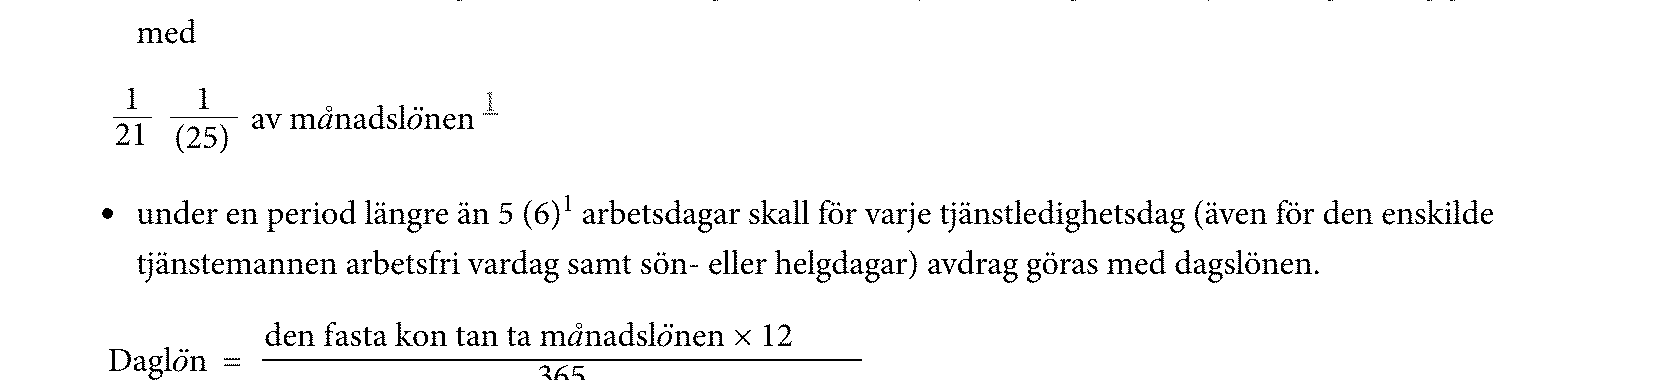 med
1/21 1/(25) av månadslönen 1
• under en period längre än 5 (6)1 arbetsdagar skall för varje tjänstledighetsdag (även för den enskilde
tjänstemannen arbetsfri vardag samt sön- eller helgdagar) avdrag göras med dagslönen.
den fasta kon tan ta månadslönen × 12
Daglön =
365